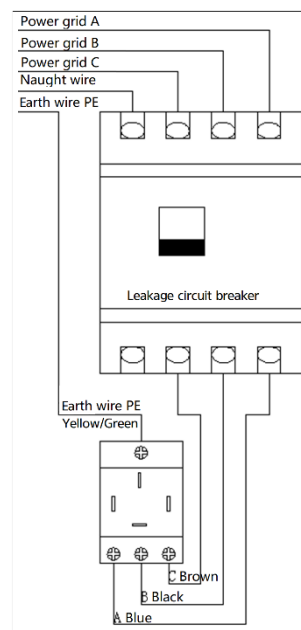 Power grid A
Power grid B
Power grid C
Naught wire
Earth wire PE
Leakage circuit breaker
Earth wire PE
Yellow/Green
C Brown
B Black
A Blue